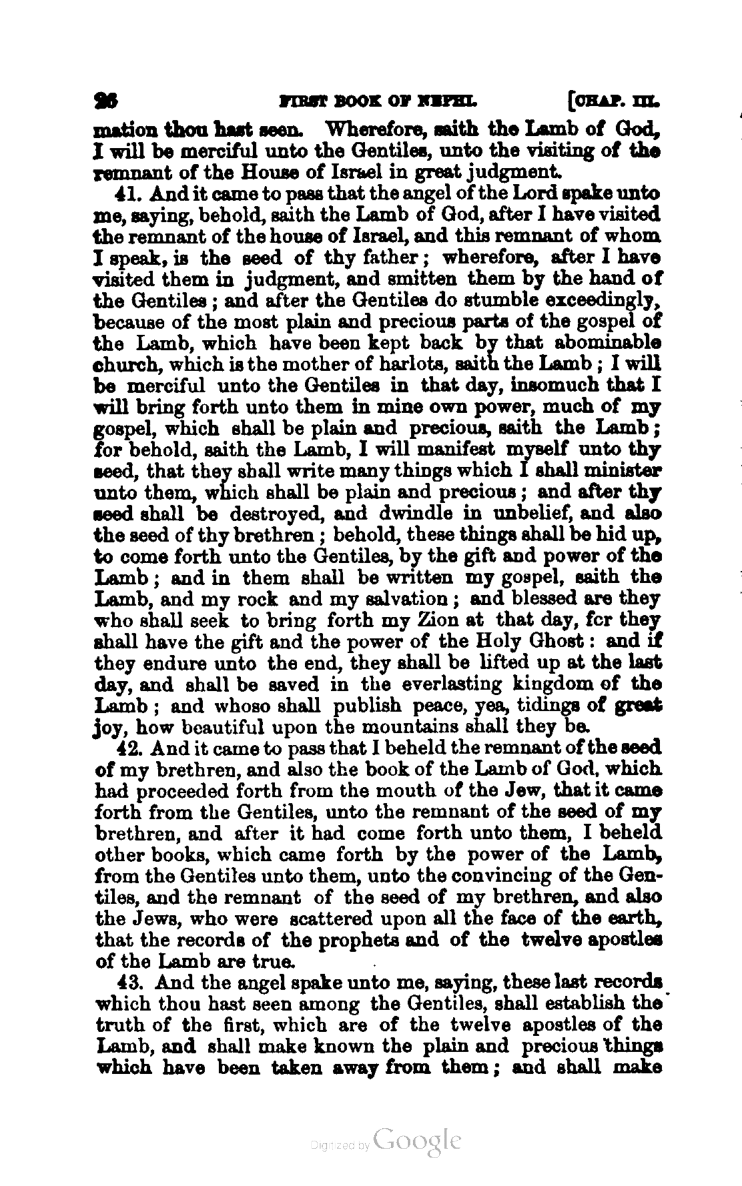 26 FIRST BOOK OF NEPHI. [CHAP. III.
mation thou hast seen. Wherefore, saith the Lamb of God,
I will be merciful unto the Gentiles, unto the visiting of the
remnant of the House of Israel in great judgment.
41. And it came to pass that the angel of the Lord spake unto
me, saying, behold, saith the Lamb of God, after I have visited
the remnant of the house of Israel, and this remnant of whom
I speak, is the seed of thy father; wherefore, after I have
visited them in judgment, and smitten them by the hand of
the Gentiles; and after the Gentiles do stumble exceedingly,
because of the most plain and precious parts of the gospel of
the Lamb, which have been kept back by that abominable
church, which is the mother of harlots, saith the Lamb; I will
be merciful unto the Gentiles in that day, insomuch that I
will bring forth unto them in mine own power, much of my
gospel, which shall be plain and precious, saith the Lamb;
for behold, saith the Lamb, I will manifest myself unto thy
seed, that they shall write many things which I shall minister
unto them, which shall be plain and precious; and after thy
seed shall be destroyed, and dwindle in unbelief, and also
the seed of thy brethren; behold, these things shall be hid up,
to come forth unto the Gentiles, by the gift and power of the
Lamb; and in them shall be written my gospel, saith the
Lamb, and my rock and my salvation; and blessed are they
who shall seek to bring forth my Zion at that day, fcr they
shall have the gift and the power of the Holy Ghost: and if
they endure unto the end, they shall be lifted up at the last
day, and shall be saved in the everlasting kingdom of the
Lamb; and whoso shall publish peace, yea, tidings of great
joy, how beautiful upon the mountains shall they be.
42. And it came to pass that I beheld the remnant of the seed
of my brethren, and also the book of the Lamb of God, which
had proceeded forth from the mouth of the Jew, that it came
forth from the Gentiles, unto the remnant of the seed of my
brethren, and after it had come forth unto them, I beheld
other books, which came forth by the power of the Lamb,
from the Gentiles unto them, unto the convincing of the Gen-
tiles, and the remnant of the seed of my brethren, and also
the Jews, who were scattered upon all the face of the earth,
that the records of the prophets and of the twelve apostles
of the Lamb are true.
43. And the angel spake unto me, saying, these last records
which thou hast seen among the Gentiles, shall establish the
truth of the first, which are of the twelve apostles of the
Lamb, and shall make known the plain and precious things
which have been taken away from them; and shall make
Digitized by Google